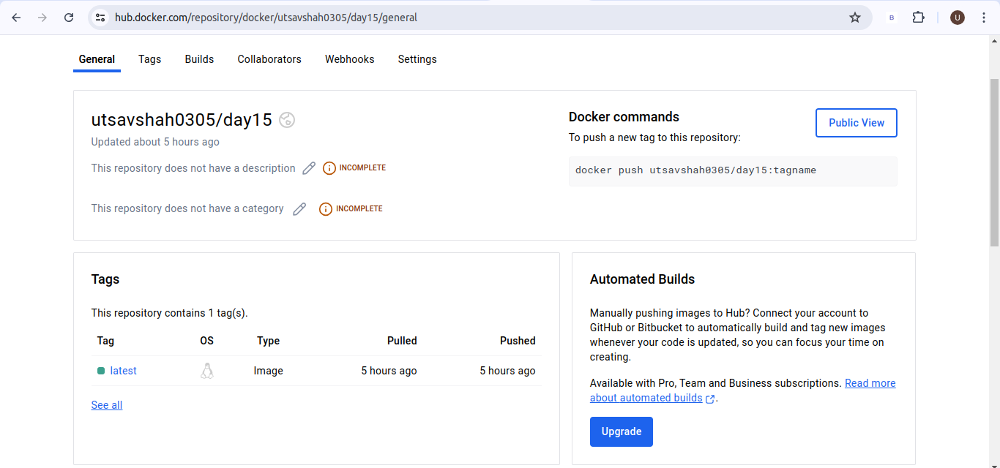 hub.docker.com/repository/docker/utsavshah0305/day15/general
B
U
General Tags Builds Collaborators Webhooks Settings
utsavshah0305/day15
Updated about 5 hours ago
This repository does not have a description INCOMPLETE
This repository does not have a category INCOMPLETE
Docker commands
Public View
To push a new tag to this repository:
docker push utsavshah0305/day15:tagname
Tags
This repository contains 1 tag(s).
Tag OS Type Pulled Pushed
latest Image 5 hours ago 5 hours ago
See all
Automated Builds
Manually pushing images to Hub? Connect your account to
GitHub or Bitbucket to automatically build and tag new images
whenever your code is updated, so you can focus your time on
creating.
Available with Pro, Team and Business subscriptions. Read more
about automated builds .
Upgrade